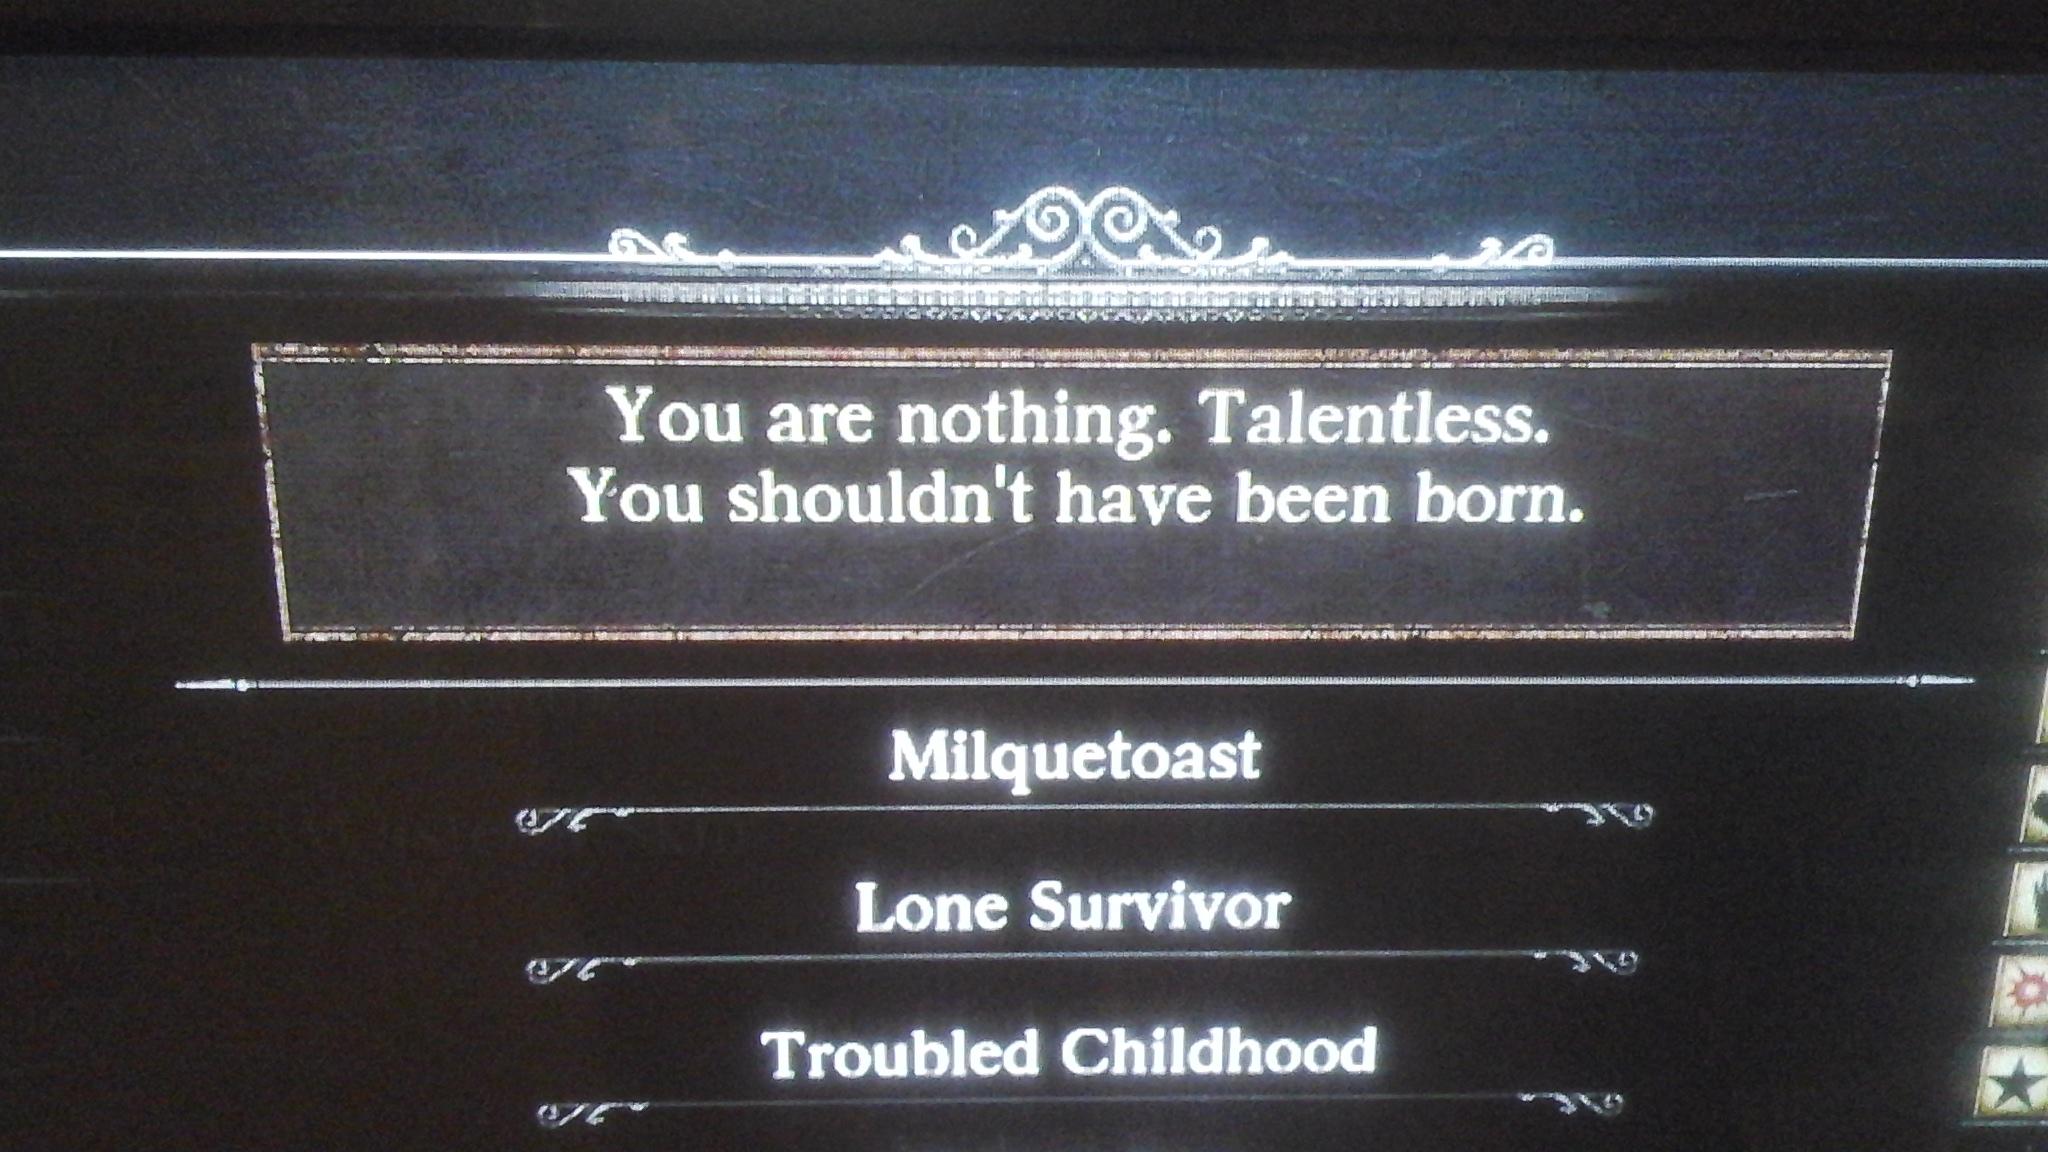 You are nothing. Talentless.
You shouldn't have been born.
Milquetoast
Lone Survivor
Troubled Childhood